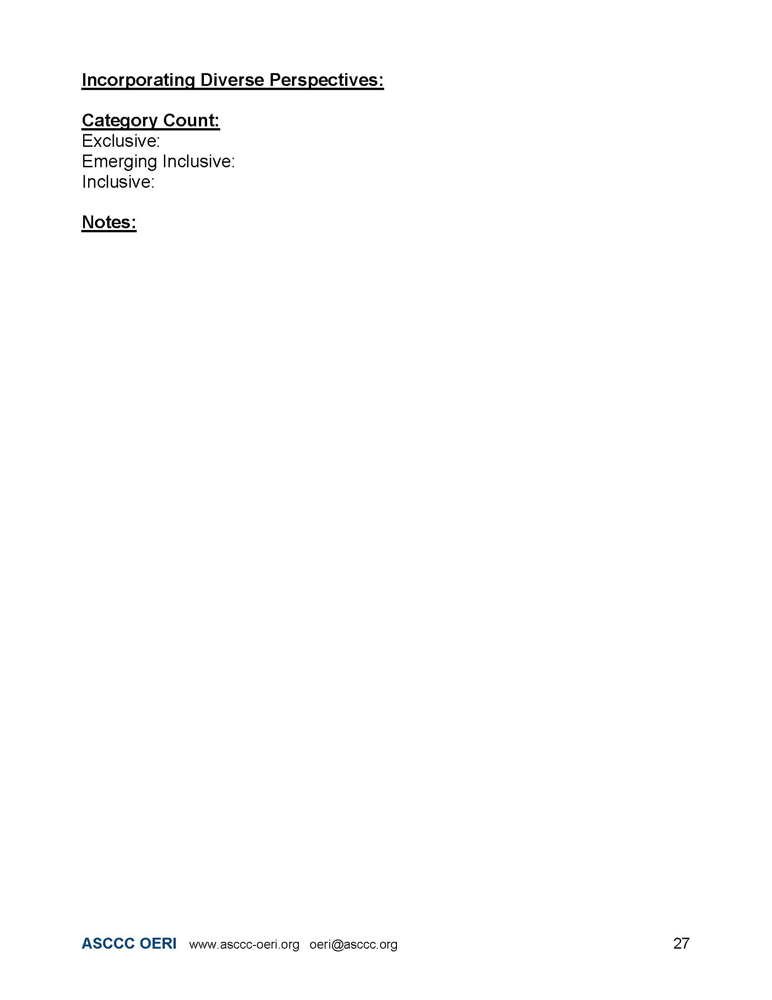 Incorporating Diverse Perspectives:
Category Count:
Exclusive:
Emerging Inclusive:
Inclusive:
Notes:
ASCCC OERI www.asccc-oeri.org oeri@asccc.org 27